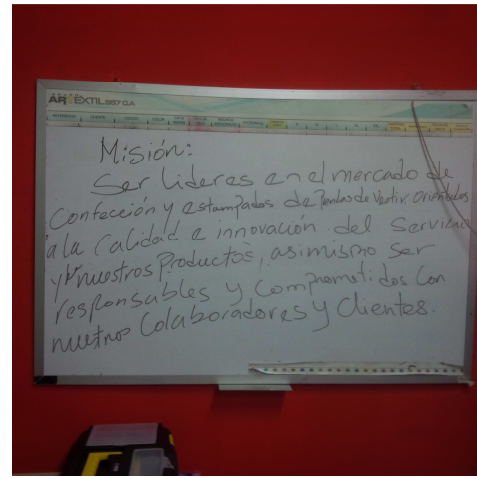 ARTEXTIL
COLOR
Misión:
Ser Lideres en el mercado de
Confección y estampados de Prendas de Vestir, orientados
a la calidad e innovación del Servicio
y nuestros Productos, asimismo ser
responsables y comprometidos con
nuestros Colaboradores y Clientes.